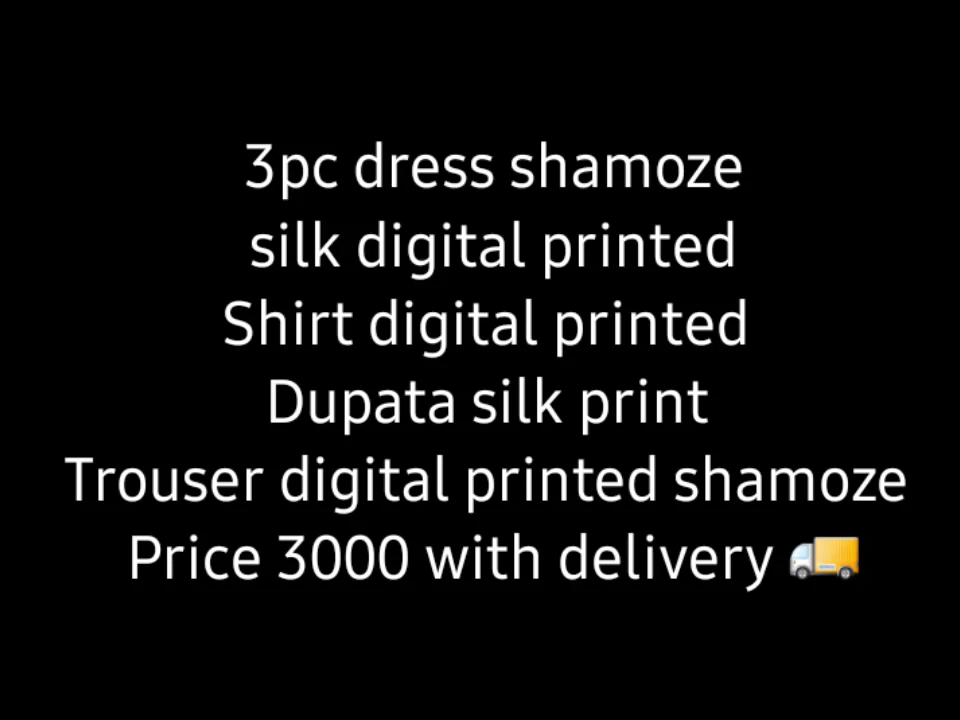 3pc dress shamoze
silk digital printed
Shirt digital printed
Dupata silk print
Trouser digital printed shamoze
Price 3000 with delivery 🚚